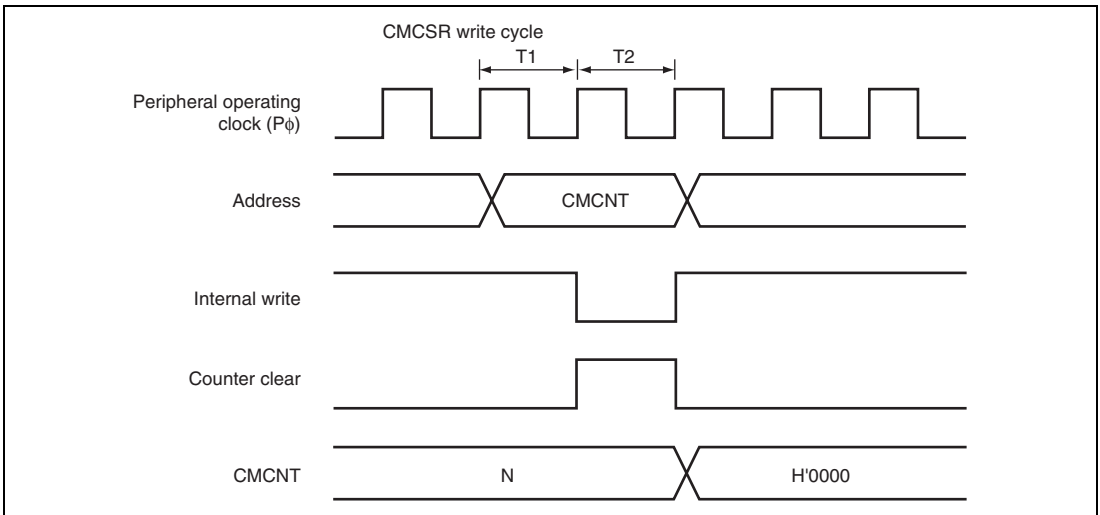 CMCSR write cycle
T1 T2
Peripheral operating
clock (Pϕ)
Address
CMCNT
Internal write
Counter clear
CMCNT
N
H'0000